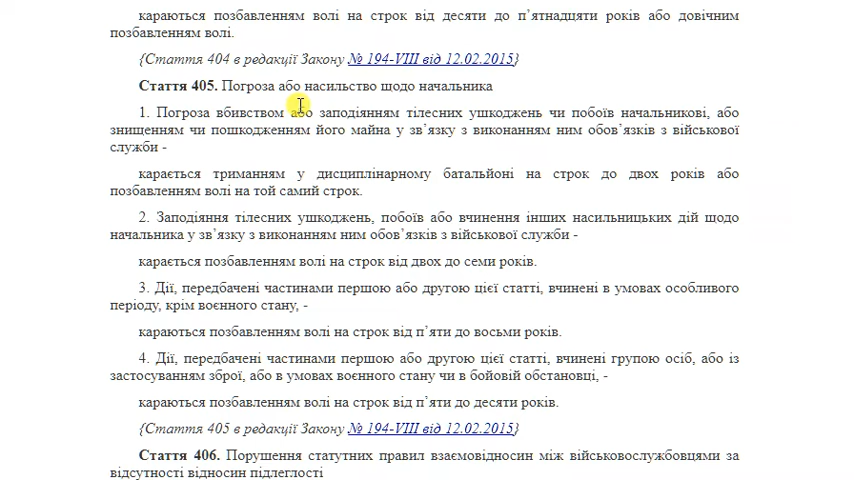 караються позбавленням волі на строк від десяти до п’ятнадцяти років або довічним
позбавленням волі.
{Стаття 404 в редакції Закону № 194-VIII від 12.02.2015}
Стаття 405. Погроза або насильство щодо начальника
1. Погроза вбивством або заподіянням тілесних ушкоджень чи побоїв начальникові, або
знищенням чи пошкодженням його майна у зв’язку з виконанням ним обов’язків з військової
служби -
карається триманням у дисциплінарному батальйоні на строк до двох років або
позбавленням волі на той самий строк.
2. Заподіяння тілесних ушкоджень, побоїв або вчинення інших насильницьких дій щодо
начальника у зв’язку з виконанням ним обов’язків з військової служби -
карається позбавленням волі на строк від двох до семи років.
3. Дії, передбачені частинами першою або другою цієї статті, вчинені в умовах особливого
періоду, крім воєнного стану, -
караються позбавленням волі на строк від п’яти до восьми років.
4. Дії, передбачені частинами першою або другою цієї статті, вчинені групою осіб, або із
застосуванням зброї, або в умовах воєнного стану чи в бойовій обстановці, -
караються позбавленням волі на строк від п’яти до десяти років.
{Стаття 405 в редакції Закону № 194-VIII від 12.02.2015}
Стаття 406. Порушення статутних правил взаємовідносин між військовослужбовцями за
відсутності відносин підлеглості